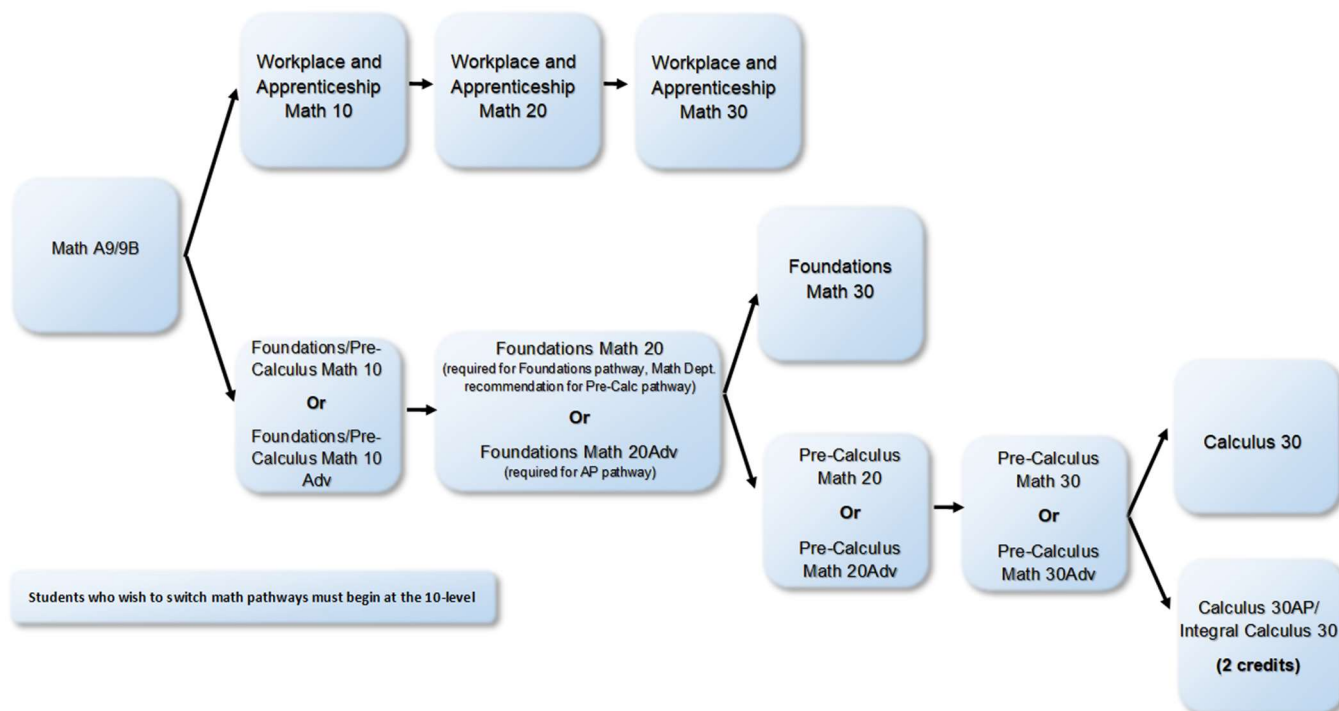 Workplace and
Apprenticeship
Math 10
Workplace and
Apprenticeship
Math 20
Workplace and
Apprenticeship
Math 30
Math A9/9B
Foundations
Math 30
Foundations/Pre-
Calculus Math 10
Or
Foundations/Pre-
Calculus Math 10
Adv
Foundations Math 20
(required for Foundations pathway, Math Dept.
recommendation for Pre-Calc pathway)
Or
Foundations Math 20Adv
(required for AP pathway)
Pre-Calculus
Math 20
Or
Pre-Calculus
Math 20Adv
Pre-Calculus
Math 30
Or
Pre-Calculus
Math 30Adv
Calculus 30
Calculus 30AP/
Integral Calculus 30
(2 credits)
Students who wish to switch math pathways must begin at the 10-level